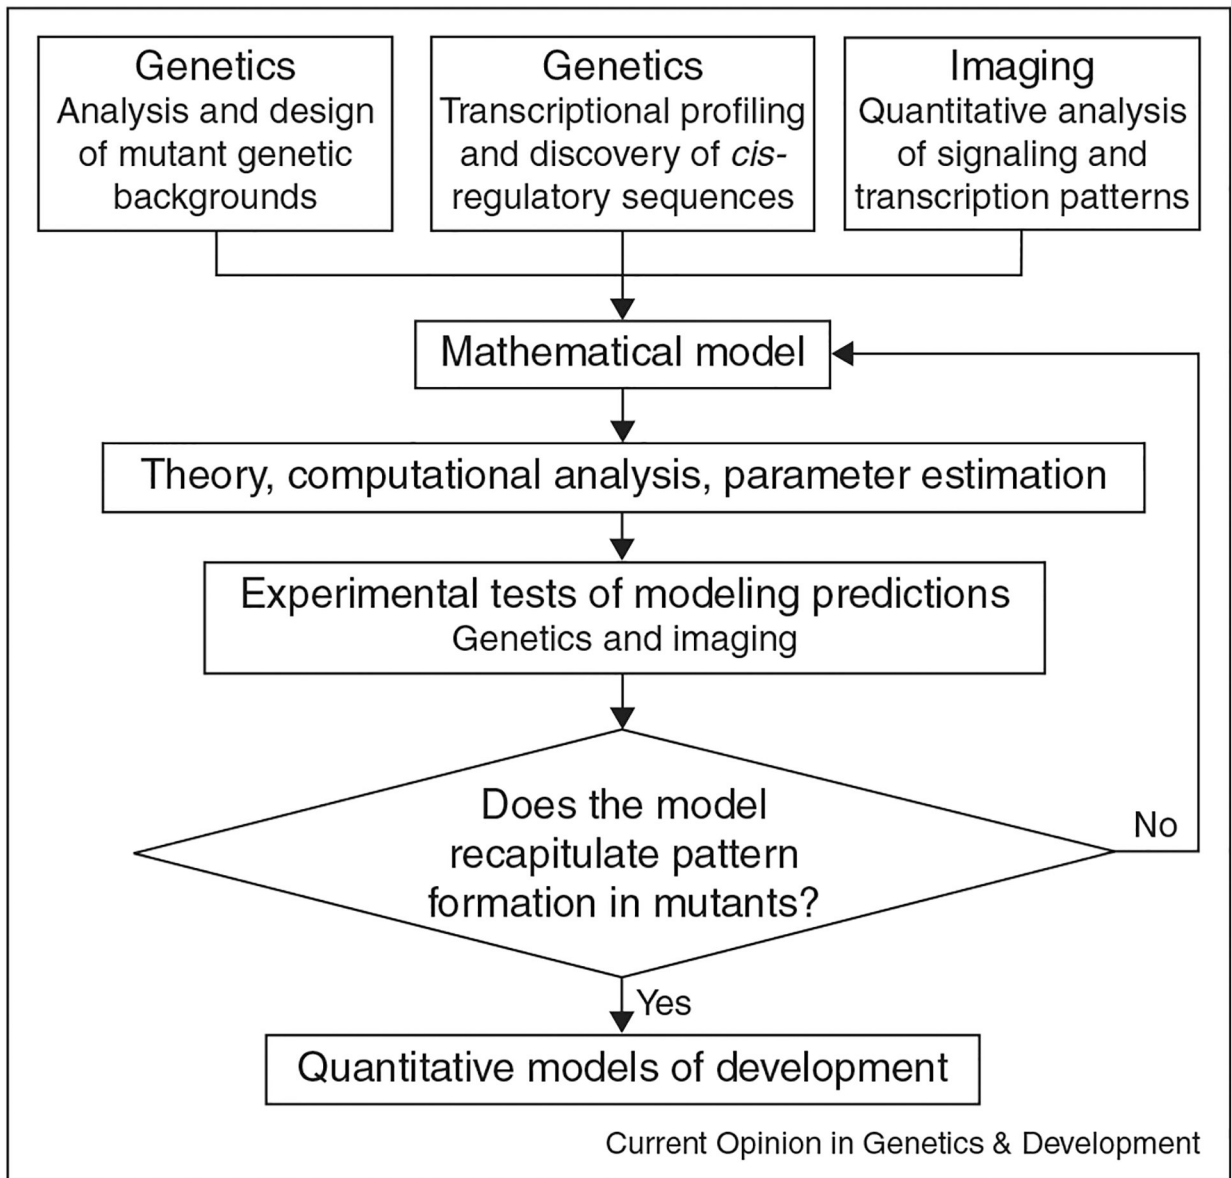 Genetics
Analysis and design
of mutant genetic
backgrounds
Genetics
Transcriptional profiling
and discovery of cis-
regulatory sequences
Imaging
Quantitative analysis
of signaling and
transcription patterns
Mathematical model
Theory, computational analysis, parameter estimation
Experimental tests of modeling predictions
Genetics and imaging
Does the model
recapitulate pattern
formation in mutants?
No
Yes
Quantitative models of development
Current Opinion in Genetics & Development